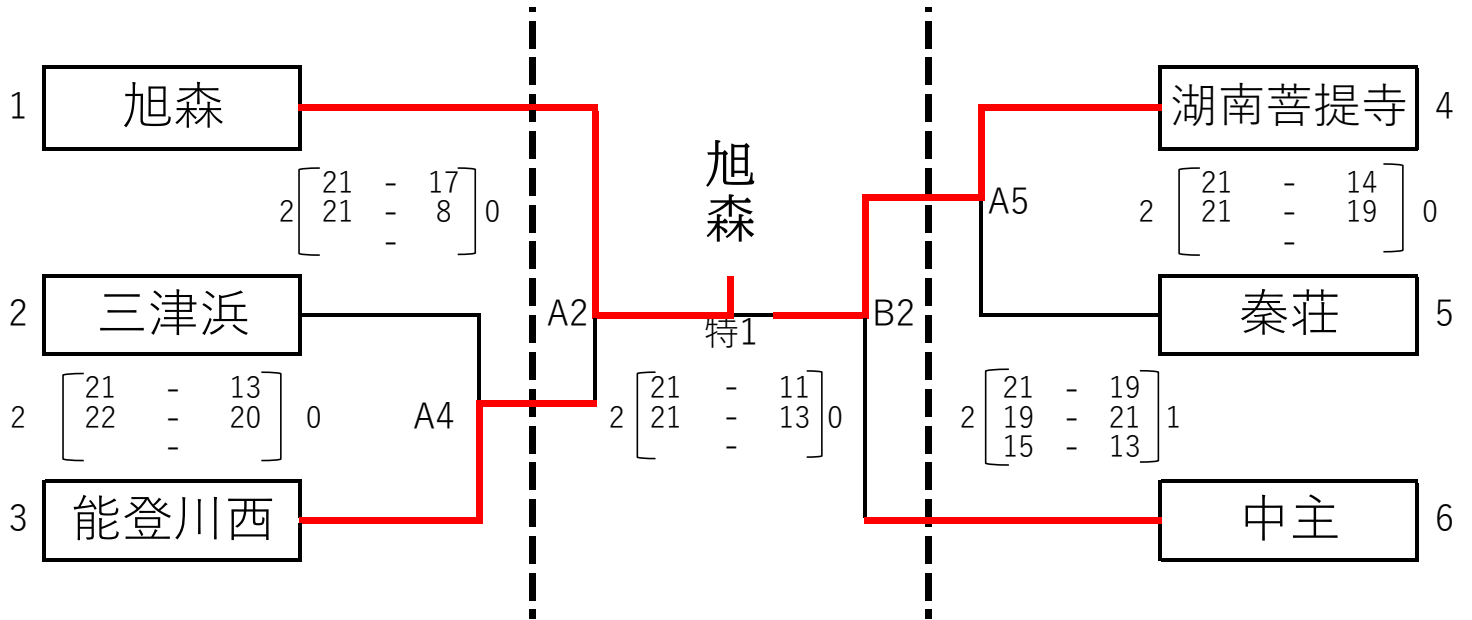 1 旭森
2 21 - 17 0
21 - 8
-
2 三津浜
2 21 - 13 0
22 - 20
-
A4
3 能登川西
A2
旭森
特1
B2
2 21 - 11 0
21 - 13
-
湖南菩提寺 4
A5
2 21 - 14 0
21 - 19
-
秦荘 5
21 - 19
2 19 - 21 1
15 - 13
中主 6